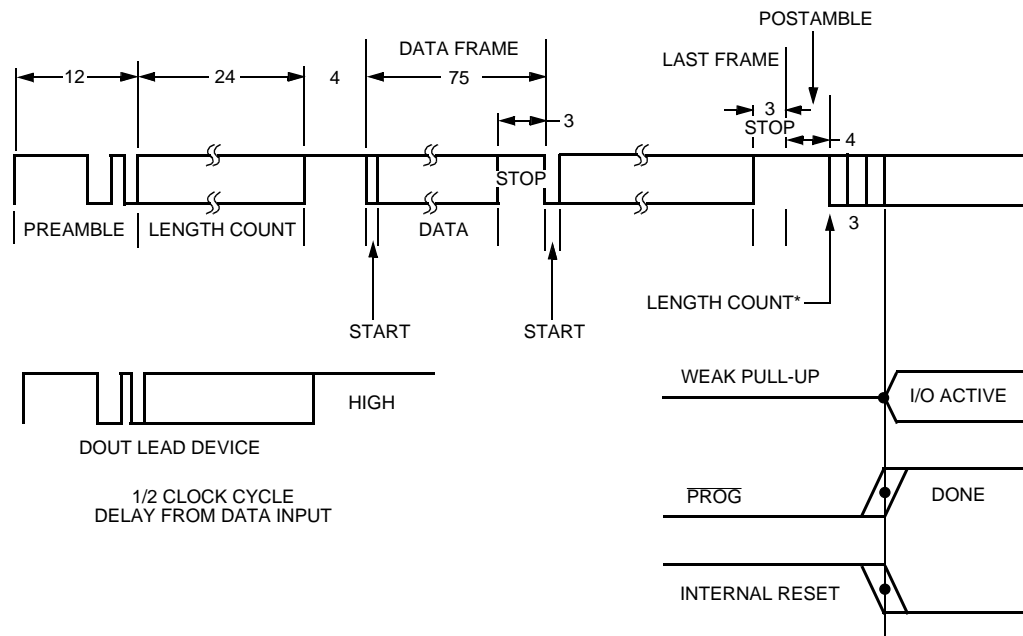 POSTAMBLE
DATA FRAME
LAST FRAME
12
24
4
75
3
3
STOP
4
STOP
PREAMBLE
LENGTH COUNT
DATA
3
START
START
LENGTH COUNT*
WEAK PULL-UP
I/O ACTIVE
HIGH
DOUT LEAD DEVICE
1/2 CLOCK CYCLE
DELAY FROM DATA INPUT
PROG
DONE
INTERNAL RESET